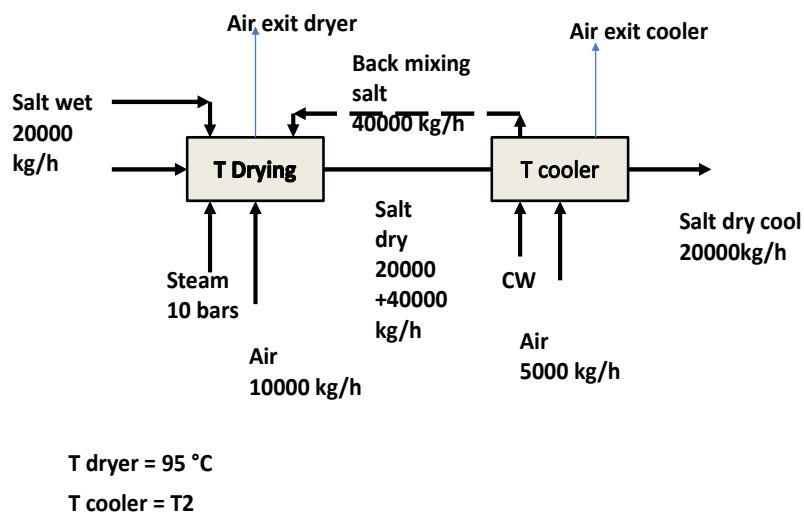 Air exit dryer
Air exit cooler
Back mixing
salt
40000 kg/h
Salt wet
20000
kg/h
T Drying
T cooler
Salt
dry
20000
+40000
kg/h
Salt dry cool
20000kg/h
Steam
10 bars
CW
Air
10000 kg/h
Air
5000 kg/h
T dryer = 95 °C
T cooler = T2